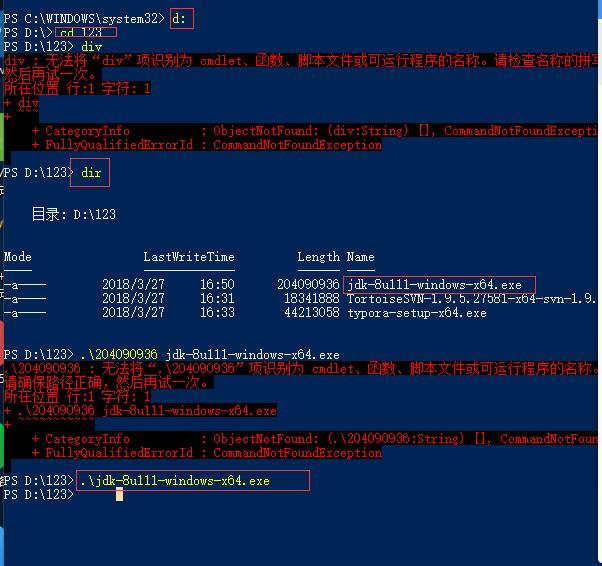 PS C:\WINDOWS\system32> d:
PS D:\> cd 123
PS D:\123> div
div : 无法将“div”项识别为 cmdlet、函数、脚本文件或可运行程序的名称。请检查名称的拼写
然后再试一次。
所在位置 行:1 字符: 1
+ div
+ ~~~
+ CategoryInfo : ObjectNotFound: (div:String) [], CommandNotFoundExcepti
+ FullyQualifiedErrorId : CommandNotFoundException
PS D:\123> dir
目录: D:\123
Mode LastWriteTime Length Name
---- ------------- ------ ----
-a---- 2018/3/27 16:50 204090936 jdk-8u111-windows-x64.exe
-a---- 2018/3/27 16:31 18341888 TortoiseSVN-1.9.5.27581-x64-svn-1.9.
-a---- 2018/3/27 16:33 44213058 typora-setup-x64.exe
PS D:\123> .\204090936 jdk-8u111-windows-x64.exe
.\204090936 : 无法将“.\204090936”项识别为 cmdlet、函数、脚本文件或可运行程序的名称。
请确保路径正确，然后再试一次。
所在位置 行:1 字符: 1
+ .\204090936 jdk-8u111-windows-x64.exe
+ ~~~~~~~~~~~
+ CategoryInfo : ObjectNotFound: (.\204090936:String) [], CommandNotFoun
+ FullyQualifiedErrorId : CommandNotFoundException
PS D:\123> .\jdk-8u111-windows-x64.exe
PS D:\123>